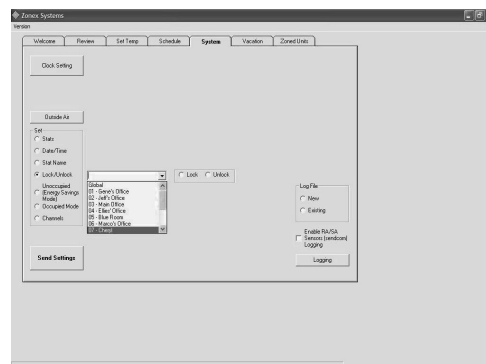 Zonex Systems
Version
Welcome Review Set Temp Schedule System Vacation Zoned Units
Clock Setting
Outside Air
Set
Stats
Date/Time
Stat Name
Lock/Unlock
Lock Unlock
Unoccupied
(Energy Savings
Mode)
Occupied Mode
Channels
Global
01 - Gene's Office
02 - Jeff's Office
03 - Main Office
04 - Ellies' Office
05 - Blue Room
06 - Marco's Office
07 - Cheryl
Log File
New
Existing
Enable RA/SA
Sensors (sendcom)
Logging
Send Settings
Logging